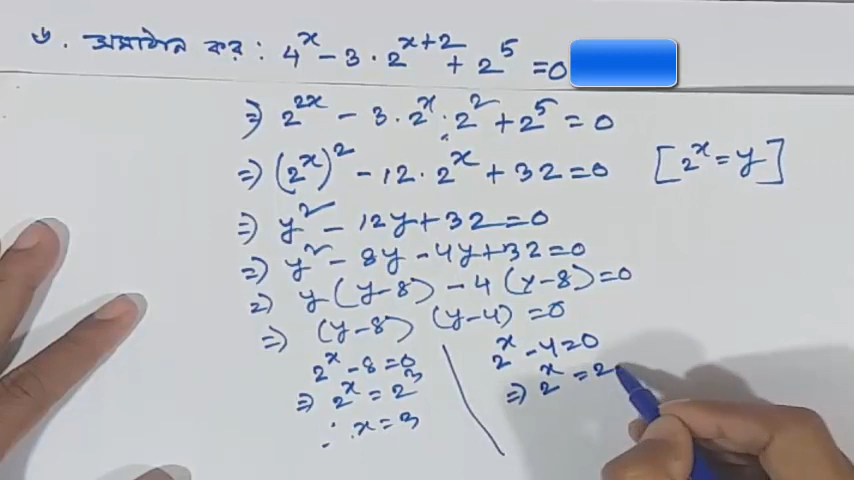 ৩. সমাধান কর: 4^x - 3 · 2^{x+2} + 2^5 = 0
⇒ 2^{2x} - 3 · 2^x · 2^2 + 2^5 = 0
⇒ (2^x)^2 - 12 · 2^x + 32 = 0 [2^x = y]
⇒ y^2 - 12y + 32 = 0
⇒ y^2 - 8y - 4y + 32 = 0
⇒ y(y-8) - 4(y-8) = 0
⇒ (y-8) (y-4) = 0
2^x - 8 = 0
⇒ 2^x = 2^3
∴ x = 3
2^x - 4 = 0
⇒ 2^x = 2